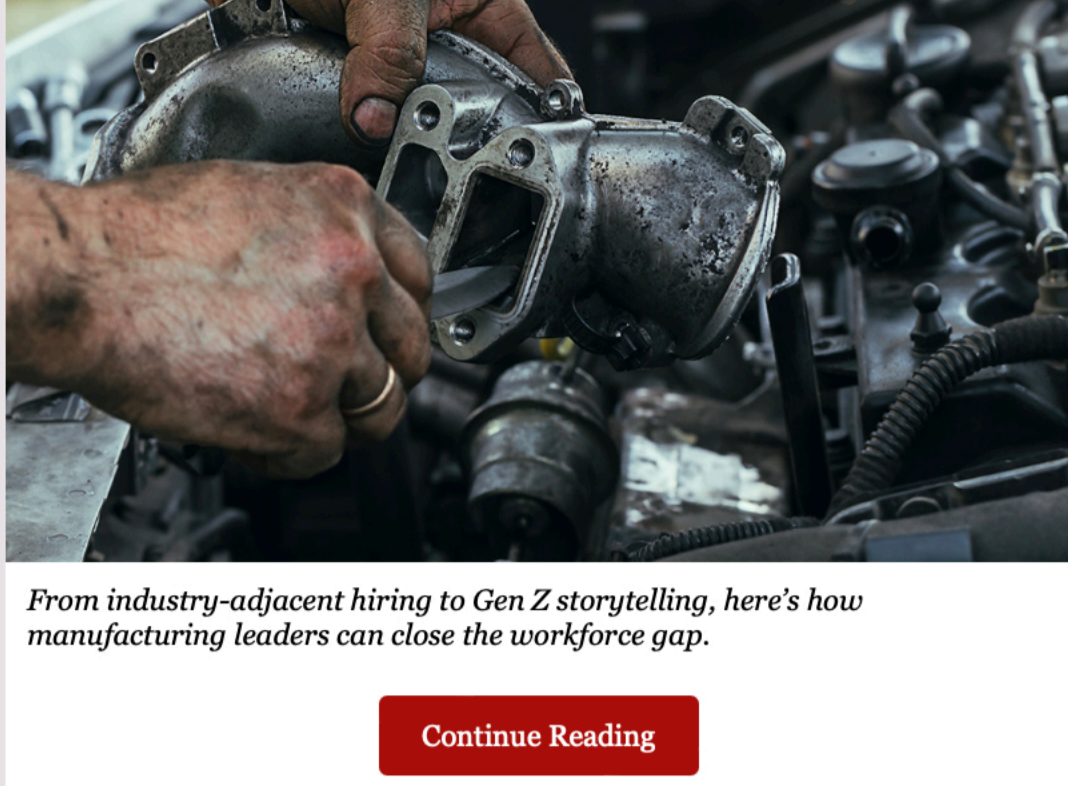 From industry-adjacent hiring to Gen Z storytelling, here’s how
manufacturing leaders can close the workforce gap.
Continue Reading